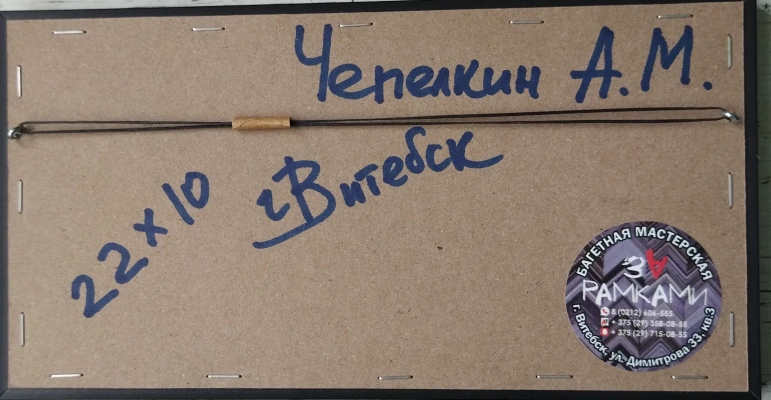 Чепелкин А.М.
г. Витебск
22 х 10
БАГЕТНАЯ МАСТЕРСКАЯ
ЗА
РАМКАМИ
8 (0212) 606-555
+ 375 (29) 358-08-55
+ 375 (29) 715-08-55
г. Витебск, ул. Димитрова 33, кв.3